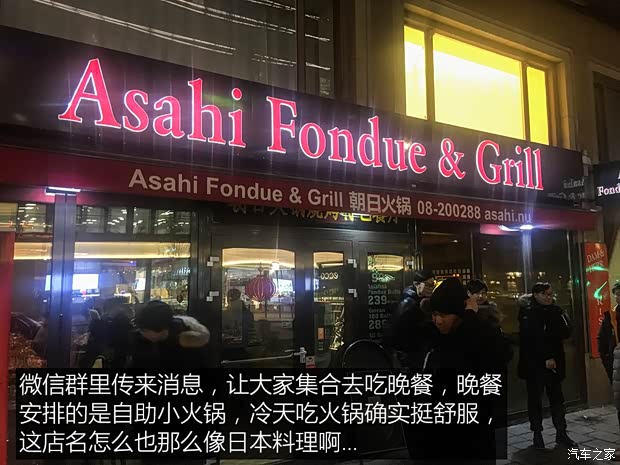 Asahi Fondue & Grill
Asahi Fondue & Grill 朝日火锅 08-200288 asahi.nu
Fondue Buffé
239
微信群里传来消息，让大家集合去吃晚餐，晚餐
安排的是自助小火锅，冷天吃火锅确实挺舒服，
这店名怎么也那么像日本料理啊...
汽车之家